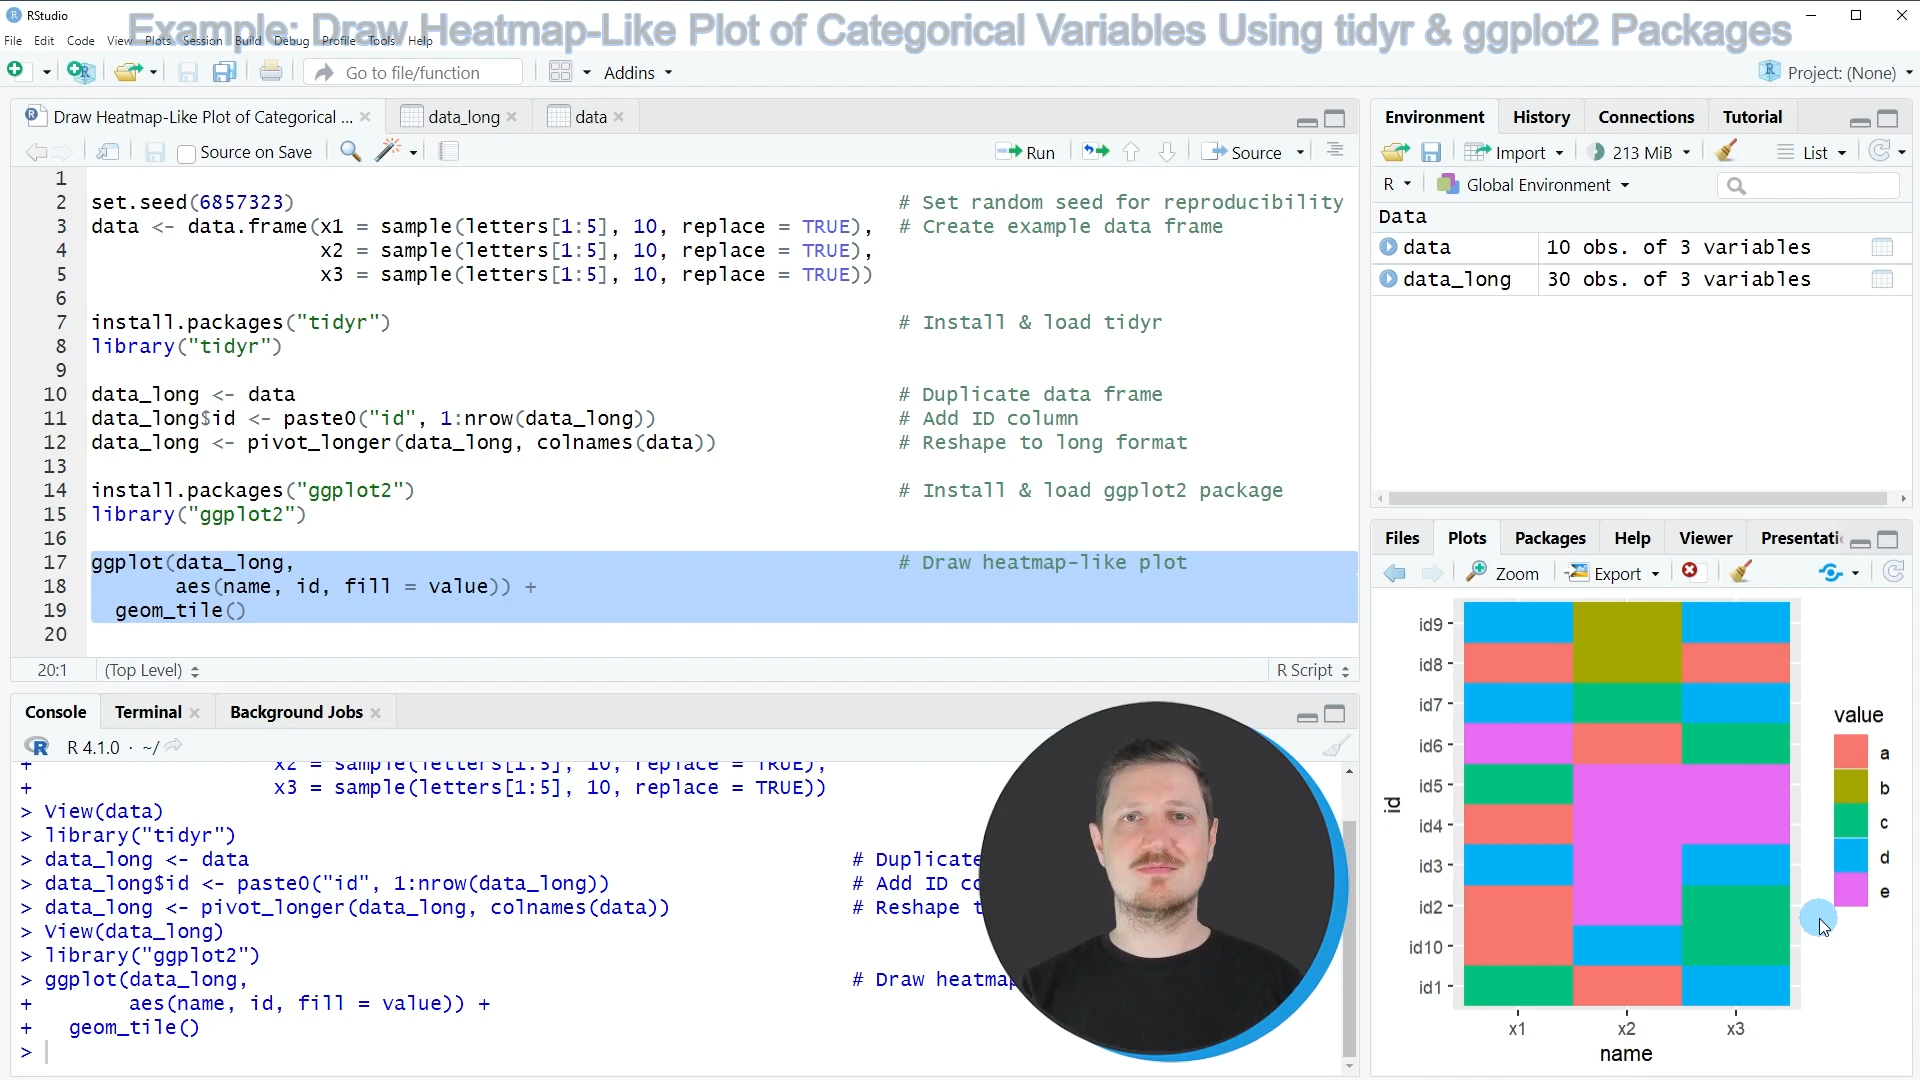 RStudio
Example: Draw Heatmap-Like Plot of Categorical Variables Using tidyr & ggplot2 Packages
File Edit Code View Plots Session Build Debug Profile Tools Help
Go to file/function Addins Project: (None)
Draw Heatmap-Like Plot of Categorical ... data_long data
Source on Save Run Source
1
2 set.seed(6857323) # Set random seed for reproducibility
3 data <- data.frame(x1 = sample(letters[1:5], 10, replace = TRUE), # Create example data frame
4 x2 = sample(letters[1:5], 10, replace = TRUE),
5 x3 = sample(letters[1:5], 10, replace = TRUE))
6
7 install.packages("tidyr") # Install & load tidyr
8 library("tidyr")
9
10 data_long <- data # Duplicate data frame
11 data_long$id <- paste0("id", 1:nrow(data_long)) # Add ID column
12 data_long <- pivot_longer(data_long, colnames(data)) # Reshape to long format
13
14 install.packages("ggplot2") # Install & load ggplot2 package
15 library("ggplot2")
16
17 ggplot(data_long, # Draw heatmap-like plot
18 aes(name, id, fill = value)) +
19 geom_tile()
20
20:1 (Top Level) R Script
Console Terminal Background Jobs
R 4.1.0 · ~/
+ x2 = sample(letters[1:5], 10, replace = TRUE),
+ x3 = sample(letters[1:5], 10, replace = TRUE))
> View(data)
> library("tidyr")
> data_long <- data # Duplicate
> data_long$id <- paste0("id", 1:nrow(data_long)) # Add ID co
> data_long <- pivot_longer(data_long, colnames(data)) # Reshape t
> View(data_long)
> library("ggplot2")
> ggplot(data_long, # Draw heatmap
+ aes(name, id, fill = value)) +
+ geom_tile()
>
Environment History Connections Tutorial
Import 213 MiB List
R Global Environment
Data
data 10 obs. of 3 variables
data_long 30 obs. of 3 variables
Files Plots Packages Help Viewer Presentati
Zoom Export
id9
id8
id7
id6
id5
id4
id3
id2
id10
id1
id
x1 x2 x3
name
value
a
b
c
d
e